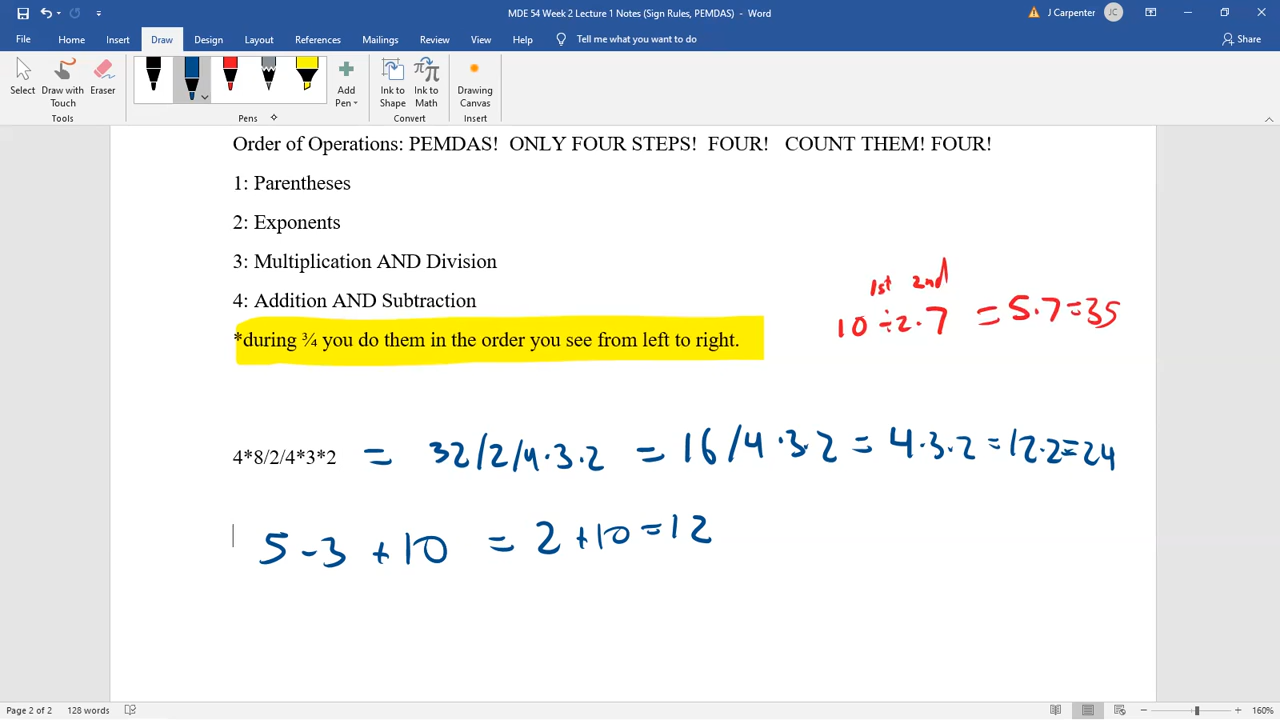 MDE 54 Week 2 Lecture 1 Notes (Sign Rules, PEMDAS) - Word
J Carpenter JC
File Home Insert Draw Design Layout References Mailings Review View Help Tell me what you want to do Share
Select Draw with Touch Eraser Add Pen Ink to Shape Ink to Math Drawing Canvas
Tools Pens Convert Insert
Order of Operations: PEMDAS!  ONLY FOUR STEPS!  FOUR!   COUNT THEM! FOUR!
1: Parentheses
2: Exponents
3: Multiplication AND Division
4: Addition AND Subtraction
1st 2nd
10 ÷ 2 · 7 = 5 · 7 = 35
*during ¾ you do them in the order you see from left to right.
4*8/2/4*3*2 = 32/2/4·3·2 = 16/4·3·2 = 4·3·2 = 12·2 = 24
5 - 3 + 10 = 2 + 10 = 12
Page 2 of 2 128 words 160%